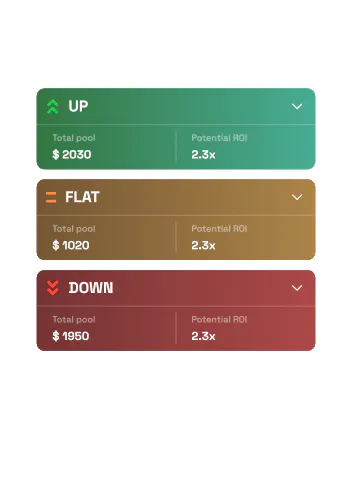 UP
Total pool Potential ROI
$ 2030 2.3x
FLAT
Total pool Potential ROI
$ 1020 2.3x
DOWN
Total pool Potential ROI
$ 1950 2.3x